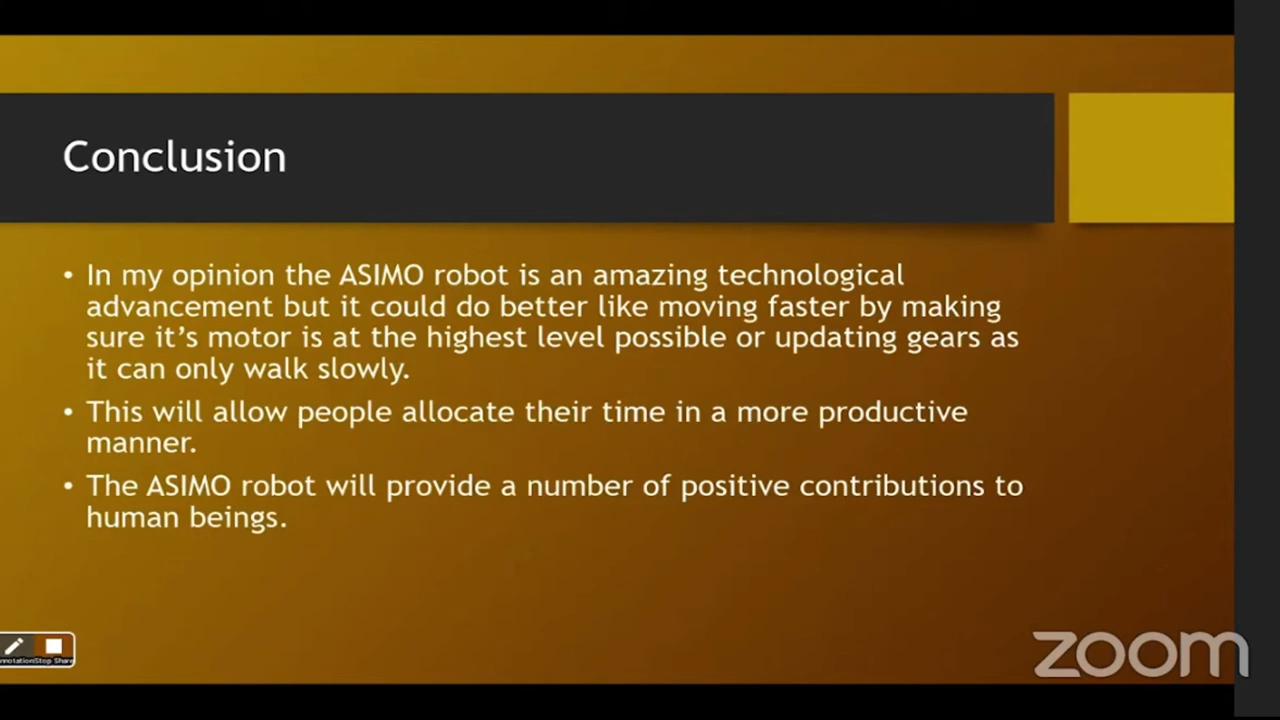 Conclusion
• In my opinion the ASIMO robot is an amazing technological
advancement but it could do better like moving faster by making
sure it's motor is at the highest level possible or updating gears as
it can only walk slowly.
• This will allow people allocate their time in a more productive
manner.
• The ASIMO robot will provide a number of positive contributions to
human beings.
nnotation Stop Share
zoom